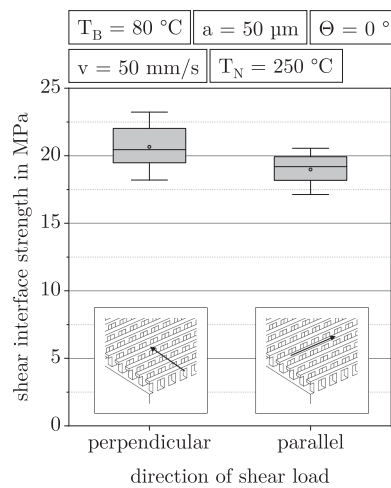 T_B = 80 °C a = 50 µm Θ = 0 °
v = 50 mm/s T_N = 250 °C
25
20
15
10
5
0
shear interface strength in MPa
perpendicular parallel
direction of shear load